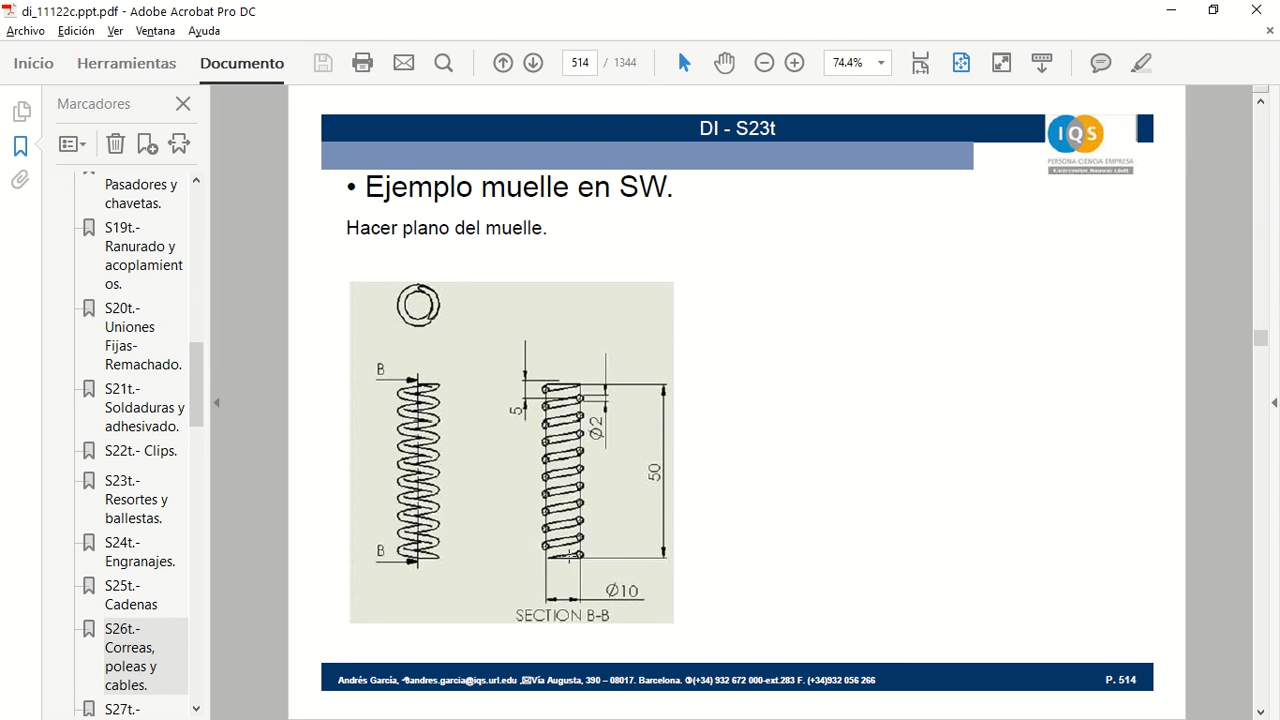 di_11122c.ppt.pdf - Adobe Acrobat Pro DC
Archivo Edición Ver Ventana Ayuda
Inicio Herramientas Documento 514 / 1344 74.4%
Marcadores
Pasadores y
chavetas.
S19t.-
Ranurado y
acoplamient
os.
S20t.-
Uniones
Fijas-
Remachado.
S21t.-
Soldaduras y
adhesivado.
S22t.- Clips.
S23t.-
Resortes y
ballestas.
S24t.-
Engranajes.
S25t.-
Cadenas
S26t.-
Correas,
poleas y
cables.
S27t.-
DI - S23t
IQS
PERSONA CIENCIA EMPRESA
• Ejemplo muelle en SW.
Hacer plano del muelle.
B
5
Ø2
50
B
Ø10
SECTION B-B
Andrés García, andres.garcia@iqs.url.edu ,✉Vía Augusta, 390 – 08017. Barcelona. ✆(+34) 932 672 000-ext.283 F. (+34)932 056 266
P. 514